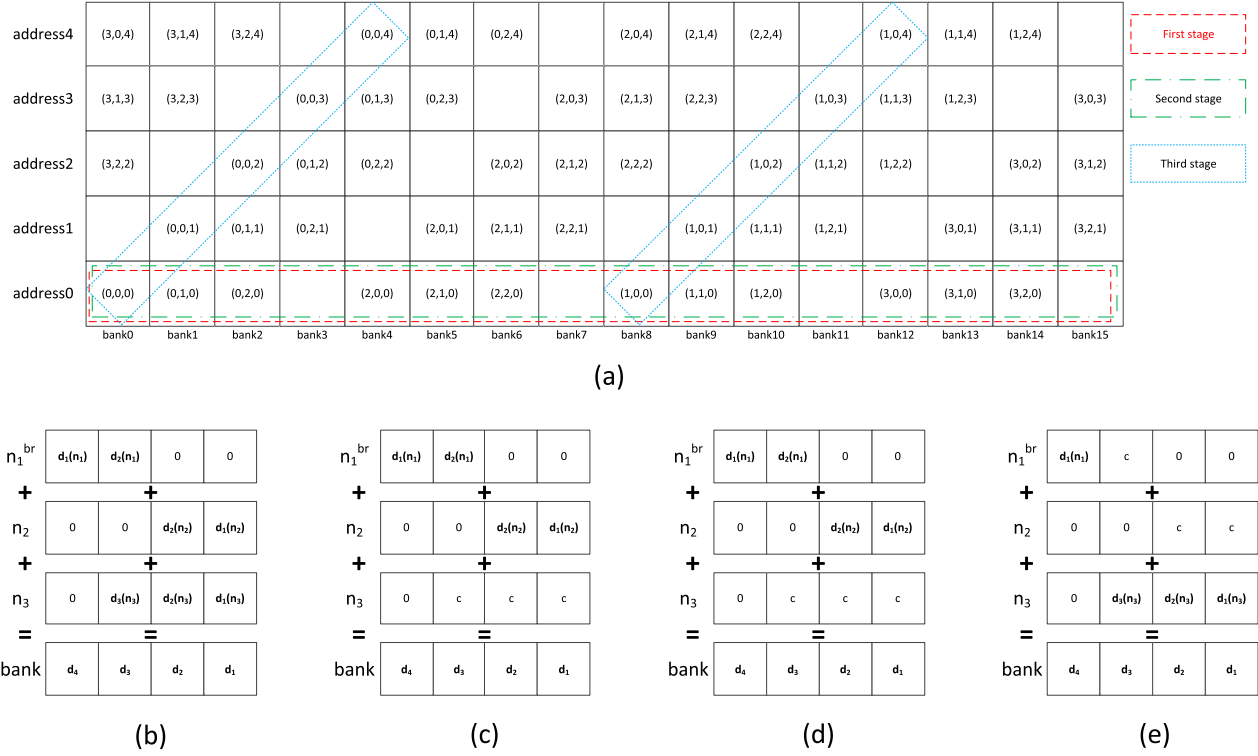 address4 (3,0,4) (3,1,4) (3,2,4) (0,0,4) (0,1,4) (0,2,4) (2,0,4) (2,1,4) (2,2,4) (1,0,4) (1,1,4) (1,2,4) First stage
address3 (3,1,3) (3,2,3) (0,0,3) (0,1,3) (0,2,3) (2,0,3) (2,1,3) (2,2,3) (1,0,3) (1,1,3) (1,2,3) (3,0,3) Second stage
address2 (3,2,2) (0,0,2) (0,1,2) (0,2,2) (2,0,2) (2,1,2) (2,2,2) (1,0,2) (1,1,2) (1,2,2) (3,0,2) (3,1,2) Third stage
address1 (0,0,1) (0,1,1) (0,2,1) (2,0,1) (2,1,1) (2,2,1) (1,0,1) (1,1,1) (1,2,1) (3,0,1) (3,1,1) (3,2,1)
address0 (0,0,0) (0,1,0) (0,2,0) (2,0,0) (2,1,0) (2,2,0) (1,0,0) (1,1,0) (1,2,0) (3,0,0) (3,1,0) (3,2,0)
bank0 bank1 bank2 bank3 bank4 bank5 bank6 bank7 bank8 bank9 bank10 bank11 bank12 bank13 bank14 bank15
(a)
n₁ᵇʳ d₁(n₁) d₂(n₁) 0 0
+ +
n₂ 0 0 d₂(n₂) d₁(n₂)
+ +
n₃ 0 d₃(n₃) d₂(n₃) d₁(n₃)
= =
bank d₄ d₃ d₂ d₁
(b)
n₁ᵇʳ d₁(n₁) d₂(n₁) 0 0
+ +
n₂ 0 0 d₂(n₂) d₁(n₂)
+ +
n₃ 0 c c c
= =
bank d₄ d₃ d₂ d₁
(c)
n₁ᵇʳ d₁(n₁) d₂(n₁) 0 0
+ +
n₂ 0 0 d₂(n₂) d₁(n₂)
+ +
n₃ 0 c c c
= =
bank d₄ d₃ d₂ d₁
(d)
n₁ᵇʳ d₁(n₁) c 0 0
+ +
n₂ 0 0 c c
+ +
n₃ 0 d₃(n₃) d₂(n₃) d₁(n₃)
= =
bank d₄ d₃ d₂ d₁
(e)